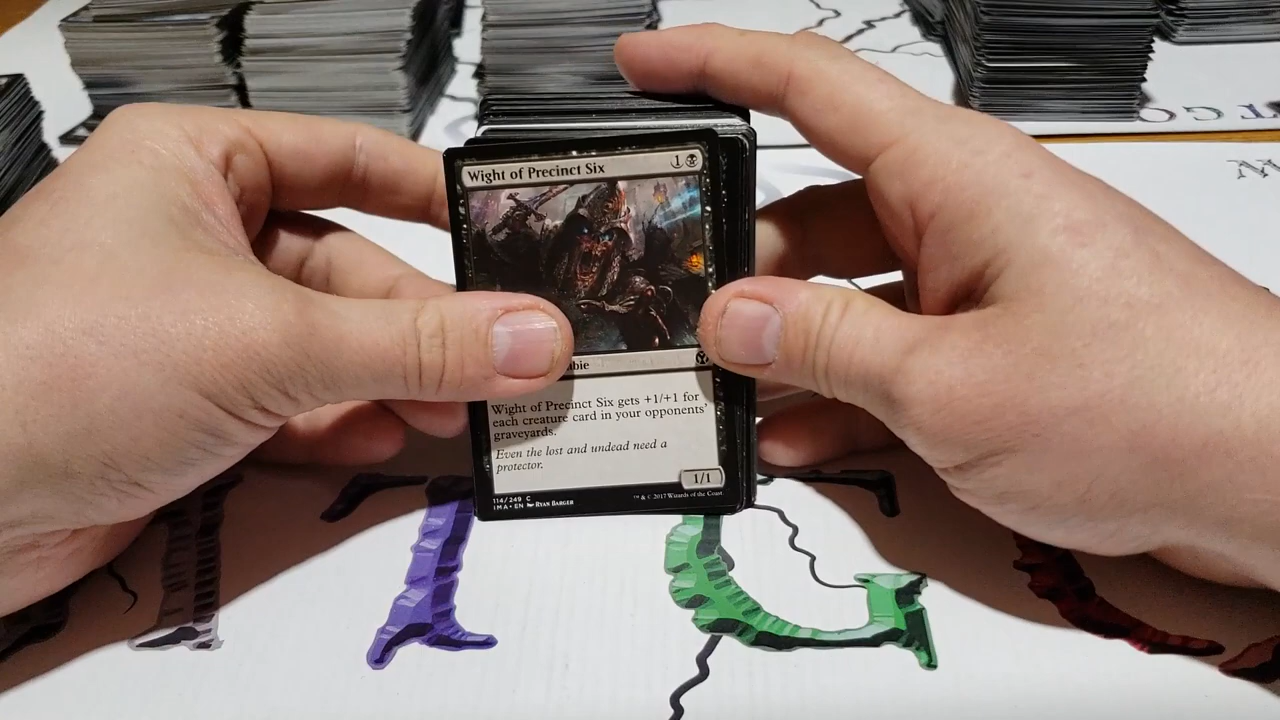 Wight of Precinct Six 1
bie
Wight of Precinct Six gets +1/+1 for
each creature card in your opponents'
graveyards.
Even the lost and undead need a
protector.
1/1
114/249 C
IMA • EN RYAN BARGER
™ & © 2017 Wizards of the Coast